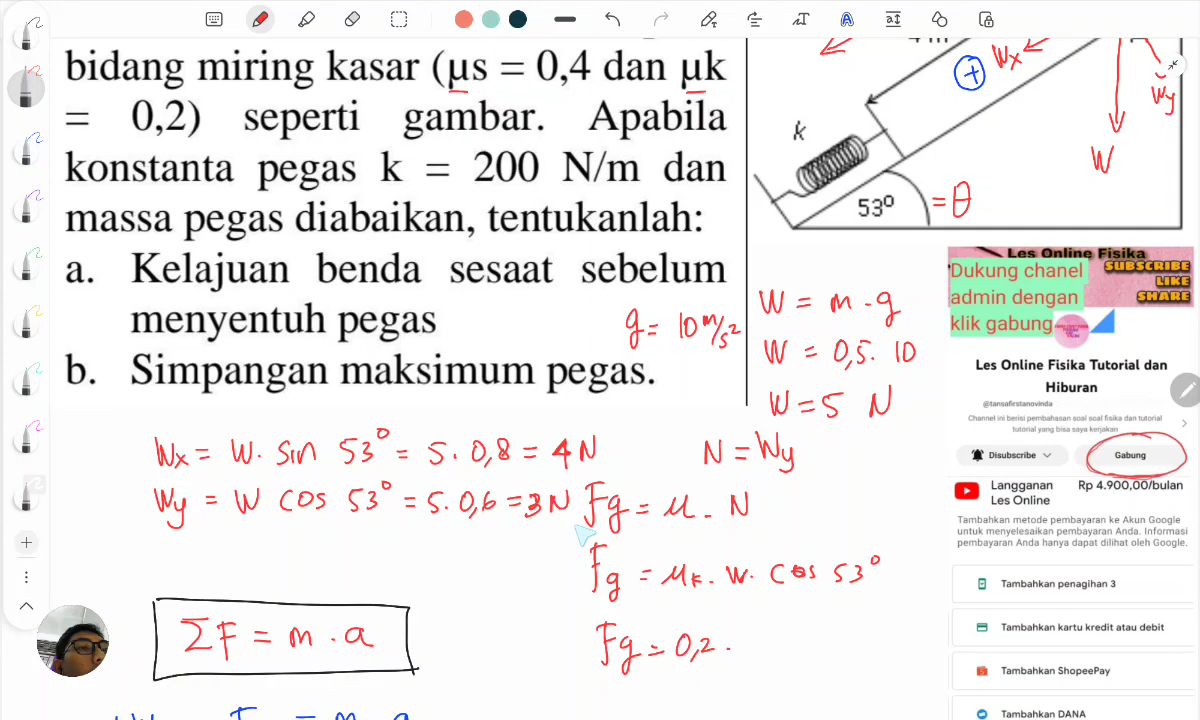 bidang miring kasar (μs = 0,4 dan μk
= 0,2) seperti gambar. Apabila
konstanta pegas k = 200 N/m dan
massa pegas diabaikan, tentukanlah:
a. Kelajuan benda sesaat sebelum
menyentuh pegas
b. Simpangan maksimum pegas.
g = 10 m/s²
+
Wx
Wy
W
k
53° = θ
W = m . g
W = 0,5 . 10
W = 5 N
Wx = W . sin 53° = 5 . 0,8 = 4 N
Wy = W cos 53° = 5 . 0,6 = 3 N
N = Wy
Fg = μ . N
Fg = μk . W . cos 53°
Fg = 0,2 .
ΣF = m . a
= m . a
Les Online Fisika
SUBSCRIBE
LIKE
SHARE
Dukung chanel
admin dengan
klik gabung
Les Online Fisika Tutorial dan
Hiburan
@tansafirstanovinda
Channel ini berisi pembahasan soal soal fisika dan tutorial
tutorial yang bisa saya kerjakan
Disubscribe
Gabung
Langganan
Les Online
Rp 4.900,00/bulan
Tambahkan metode pembayaran ke Akun Google
untuk menyelesaikan pembayaran Anda. Informasi
pembayaran Anda hanya dapat dilihat oleh Google.
Tambahkan penagihan 3
Tambahkan kartu kredit atau debit
Tambahkan ShopeePay
Tambahkan DANA